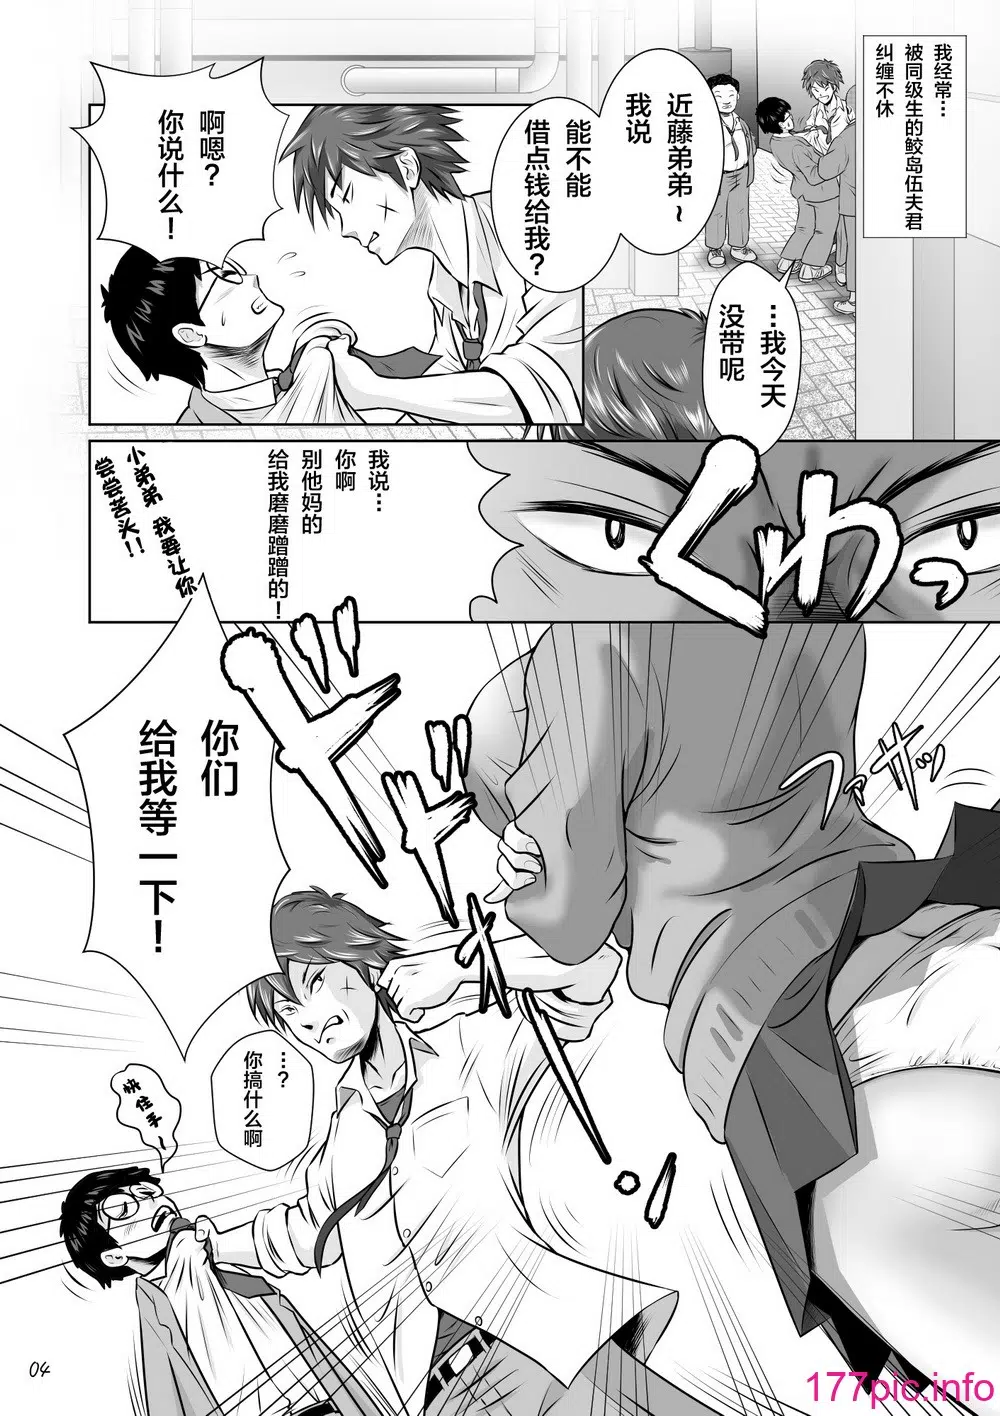 我经常…
被同级生的鲛岛伍夫君
纠缠不休
近藤弟弟~
我说
能不能
借点钱给我?
…我今天
没带呢
啊嗯?
你说什么!
くわっ
我说…
你啊
别他妈的
给我磨磨蹭蹭的!
小弟弟 我要让你
尝尝苦头!!
ドドド
ファサッ
你们
给我等一下!
…?
你搞什么啊
快住手~
04
177pic.info